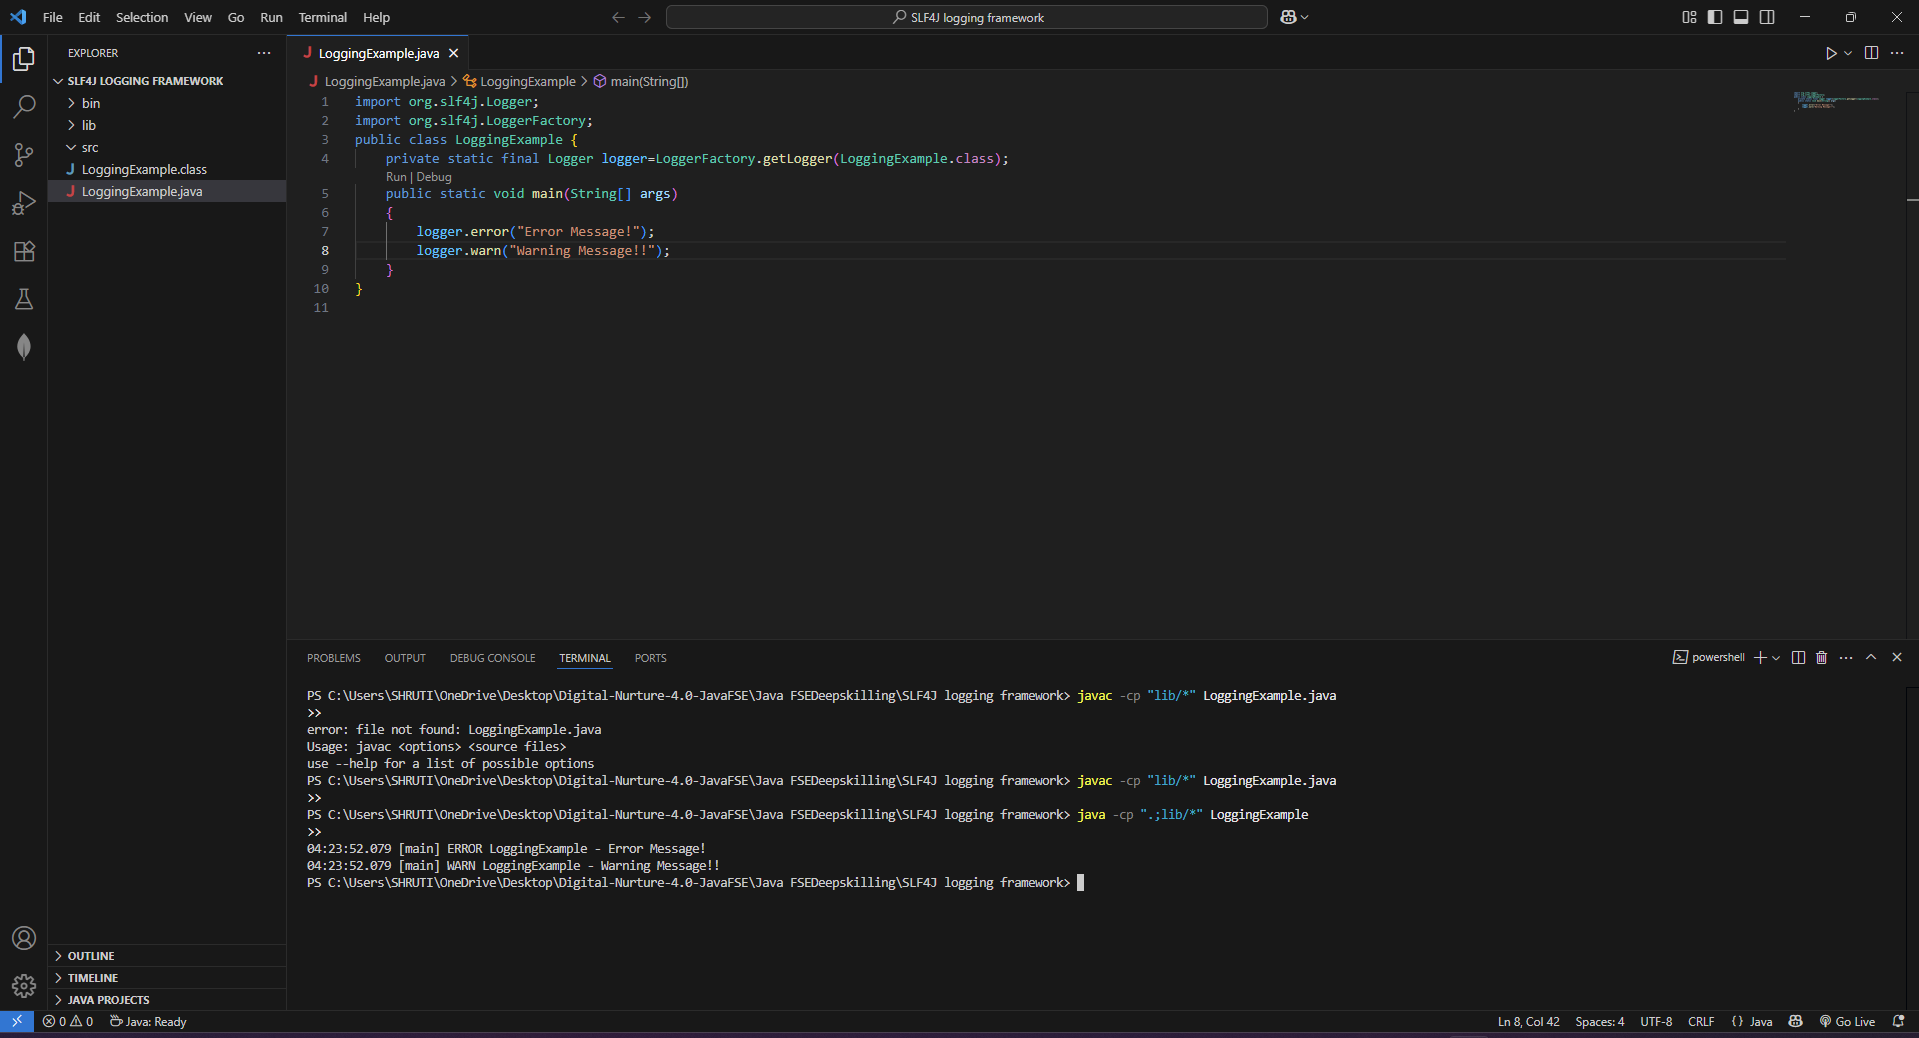 File Edit Selection View Go Run Terminal Help
SLF4J logging framework
EXPLORER
SLF4J LOGGING FRAMEWORK
bin
lib
src
LoggingExample.class
LoggingExample.java
OUTLINE
TIMELINE
JAVA PROJECTS
LoggingExample.java
LoggingExample.java > LoggingExample > main(String[])
1 import org.slf4j.Logger;
2 import org.slf4j.LoggerFactory;
3 public class LoggingExample {
4 private static final Logger logger=LoggerFactory.getLogger(LoggingExample.class);
Run | Debug
5 public static void main(String[] args)
6 {
7 logger.error("Error Message!");
8 logger.warn("Warning Message!!");
9 }
10 }
11
PROBLEMS OUTPUT DEBUG CONSOLE TERMINAL PORTS
powershell
PS C:\Users\SHRUTI\OneDrive\Desktop\Digital-Nurture-4.0-JavaFSE\Java FSEDeepskilling\SLF4J logging framework> javac -cp "lib/*" LoggingExample.java
>>
error: file not found: LoggingExample.java
Usage: javac <options> <source files>
use --help for a list of possible options
PS C:\Users\SHRUTI\OneDrive\Desktop\Digital-Nurture-4.0-JavaFSE\Java FSEDeepskilling\SLF4J logging framework> javac -cp "lib/*" LoggingExample.java
>>
PS C:\Users\SHRUTI\OneDrive\Desktop\Digital-Nurture-4.0-JavaFSE\Java FSEDeepskilling\SLF4J logging framework> java -cp ".;lib/*" LoggingExample
>>
04:23:52.079 [main] ERROR LoggingExample - Error Message!
04:23:52.079 [main] WARN LoggingExample - Warning Message!!
PS C:\Users\SHRUTI\OneDrive\Desktop\Digital-Nurture-4.0-JavaFSE\Java FSEDeepskilling\SLF4J logging framework>
0 0 Java: Ready
Ln 8, Col 42 Spaces: 4 UTF-8 CRLF {} Java Go Live